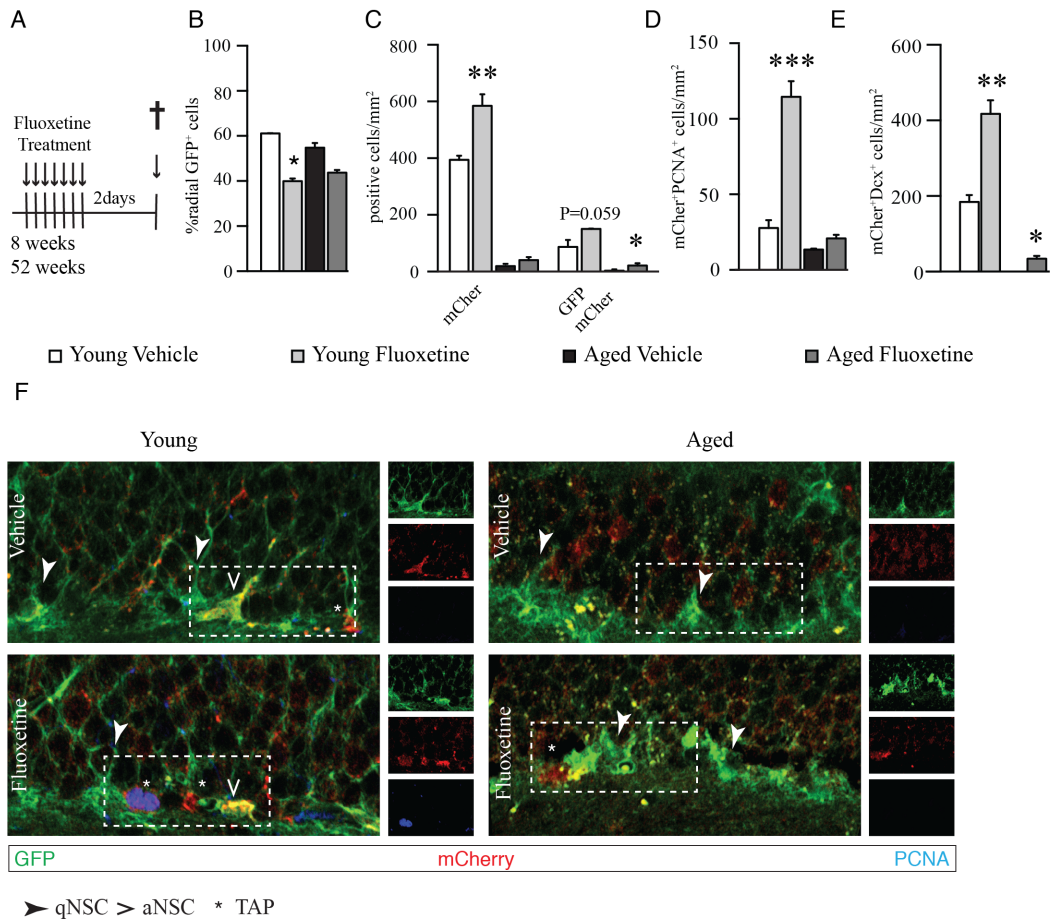 A
Fluoxetine
Treatment
2days
8 weeks
52 weeks
B
%radial GFP⁺ cells
100
80
60
40
20
0
*
C
positive cells/mm²
800
600
400
200
0
**
P=0.059
*
mCher
GFP
mCher
D
mCher⁺PCNA⁺ cells/mm²
150
100
50
0
***
E
mCher⁺Dcx⁺ cells/mm²
600
400
200
0
**
*
Young Vehicle
Young Fluoxetine
Aged Vehicle
Aged Fluoxetine
F
Young
Aged
Vehicle
*
Vehicle
Fluoxetine
* *
Fluoxetine
*
GFP mCherry PCNA
➤ qNSC > aNSC * TAP